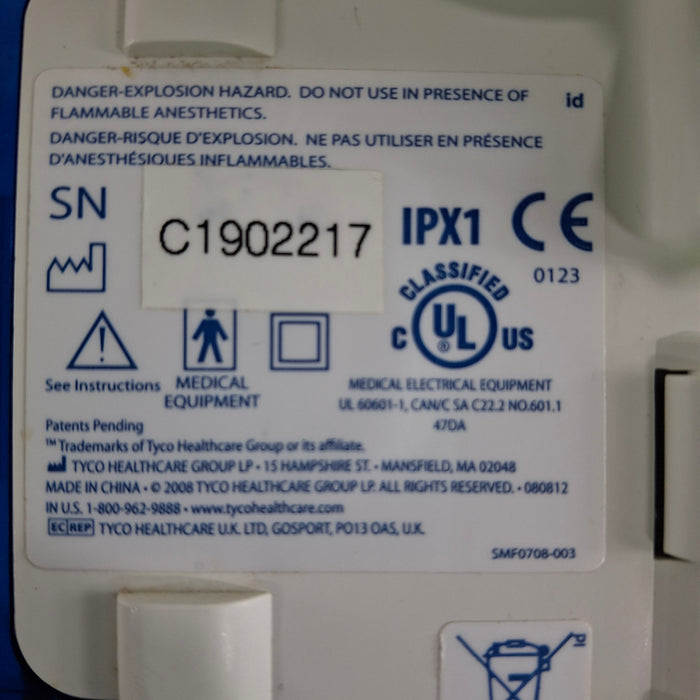 DANGER-EXPLOSION HAZARD. DO NOT USE IN PRESENCE OF
FLAMMABLE ANESTHETICS.
id
DANGER-RISQUE D'EXPLOSION. NE PAS UTILISER EN PRÉSENCE
D'ANESTHÉSIQUES INFLAMMABLES.
SN
C1902217
IPX1
CE
0123
CLASSIFIED
C UL US
®
See Instructions
MEDICAL
EQUIPMENT
MEDICAL ELECTRICAL EQUIPMENT
UL 60601-1, CAN/C SA C22.2 NO.601.1
47DA
Patents Pending
™ Trademarks of Tyco Healthcare Group or its affiliate.
TYCO HEALTHCARE GROUP LP • 15 HAMPSHIRE ST. • MANSFIELD, MA 02048
MADE IN CHINA • © 2008 TYCO HEALTHCARE GROUP LP. ALL RIGHTS RESERVED. • 080812
IN U.S. 1-800-962-9888 • www.tycohealthcare.com
EC REP TYCO HEALTHCARE U.K. LTD, GOSPORT, PO13 OAS, U.K.
SMF0708-003
id